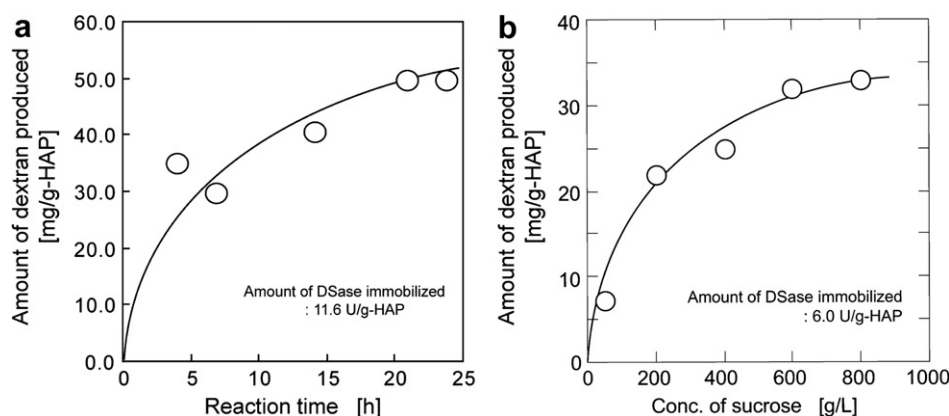 a
Amount of dextran produced
[mg/g-HAP]
60.0
50.0
40.0
30.0
20.0
10.0
0.0
0 5 10 15 20 25
Reaction time [h]
Amount of DSase immobilized
: 11.6 U/g-HAP
b
Amount of dextran produced
[mg/g-HAP]
40
30
20
10
0
0 200 400 600 800 1000
Conc. of sucrose [g/L]
Amount of DSase immobilized
: 6.0 U/g-HAP